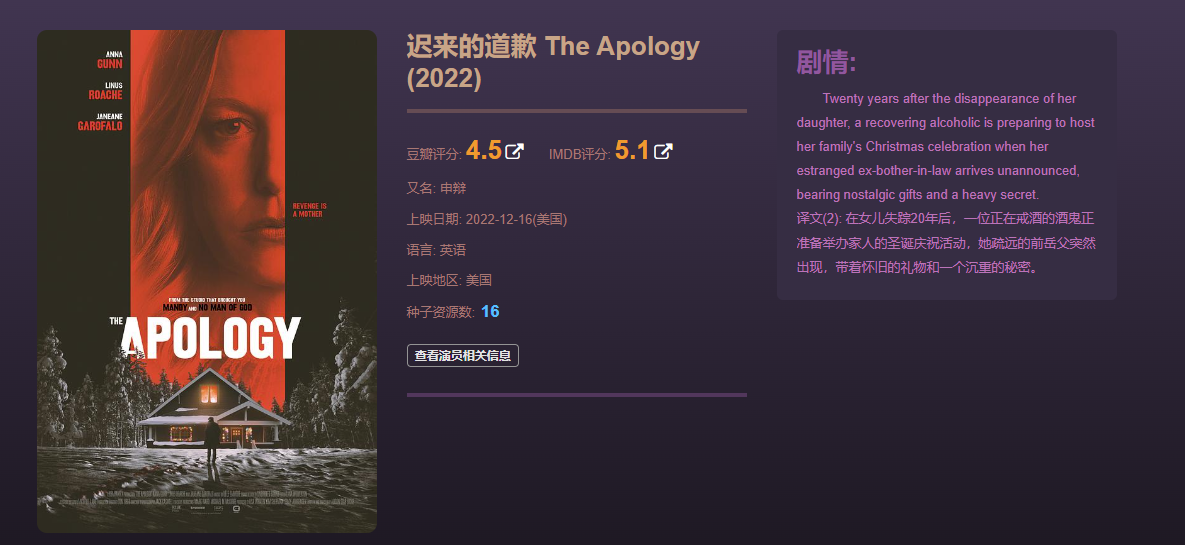 ANNA
GUNN
LINUS
ROACHE
JANEANE
GAROFALO
REVENGE IS
A MOTHER
FROM THE STUDIO THAT BROUGHT YOU
MANDY AND NO MAN OF GOD
THE APOLOGY
迟来的道歉 The Apology
(2022)
豆瓣评分: 4.5 IMDB评分: 5.1
又名: 申辩
上映日期: 2022-12-16(美国)
语言: 英语
上映地区: 美国
种子资源数: 16
查看演员相关信息
剧情:
Twenty years after the disappearance of her
daughter, a recovering alcoholic is preparing to host
her family's Christmas celebration when her
estranged ex-bother-in-law arrives unannounced,
bearing nostalgic gifts and a heavy secret.
译文(2): 在女儿失踪20年后，一位正在戒酒的酒鬼正
准备举办家人的圣诞庆祝活动，她疏远的前岳父突然
出现，带着怀旧的礼物和一个沉重的秘密。